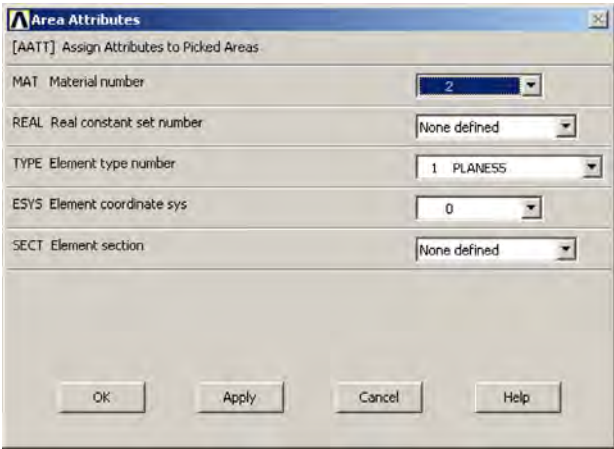 Area Attributes
[AATT] Assign Attributes to Picked Areas
MAT Material number 2
REAL Real constant set number None defined
TYPE Element type number 1 PLANE55
ESYS Element coordinate sys 0
SECT Element section None defined
OK Apply Cancel Help